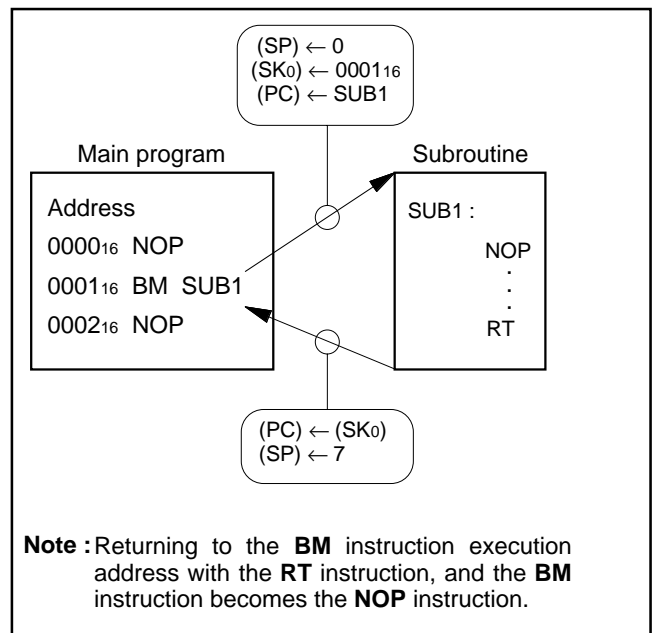 (SP) ← 0
(SK₀) ← 0001₁₆
(PC) ← SUB1
Main program
Subroutine
Address
0000₁₆ NOP
0001₁₆ BM SUB1
0002₁₆ NOP
SUB1 :
NOP
.
.
.
RT
(PC) ← (SK₀)
(SP) ← 7
Note : Returning to the BM instruction execution
address with the RT instruction, and the BM
instruction becomes the NOP instruction.